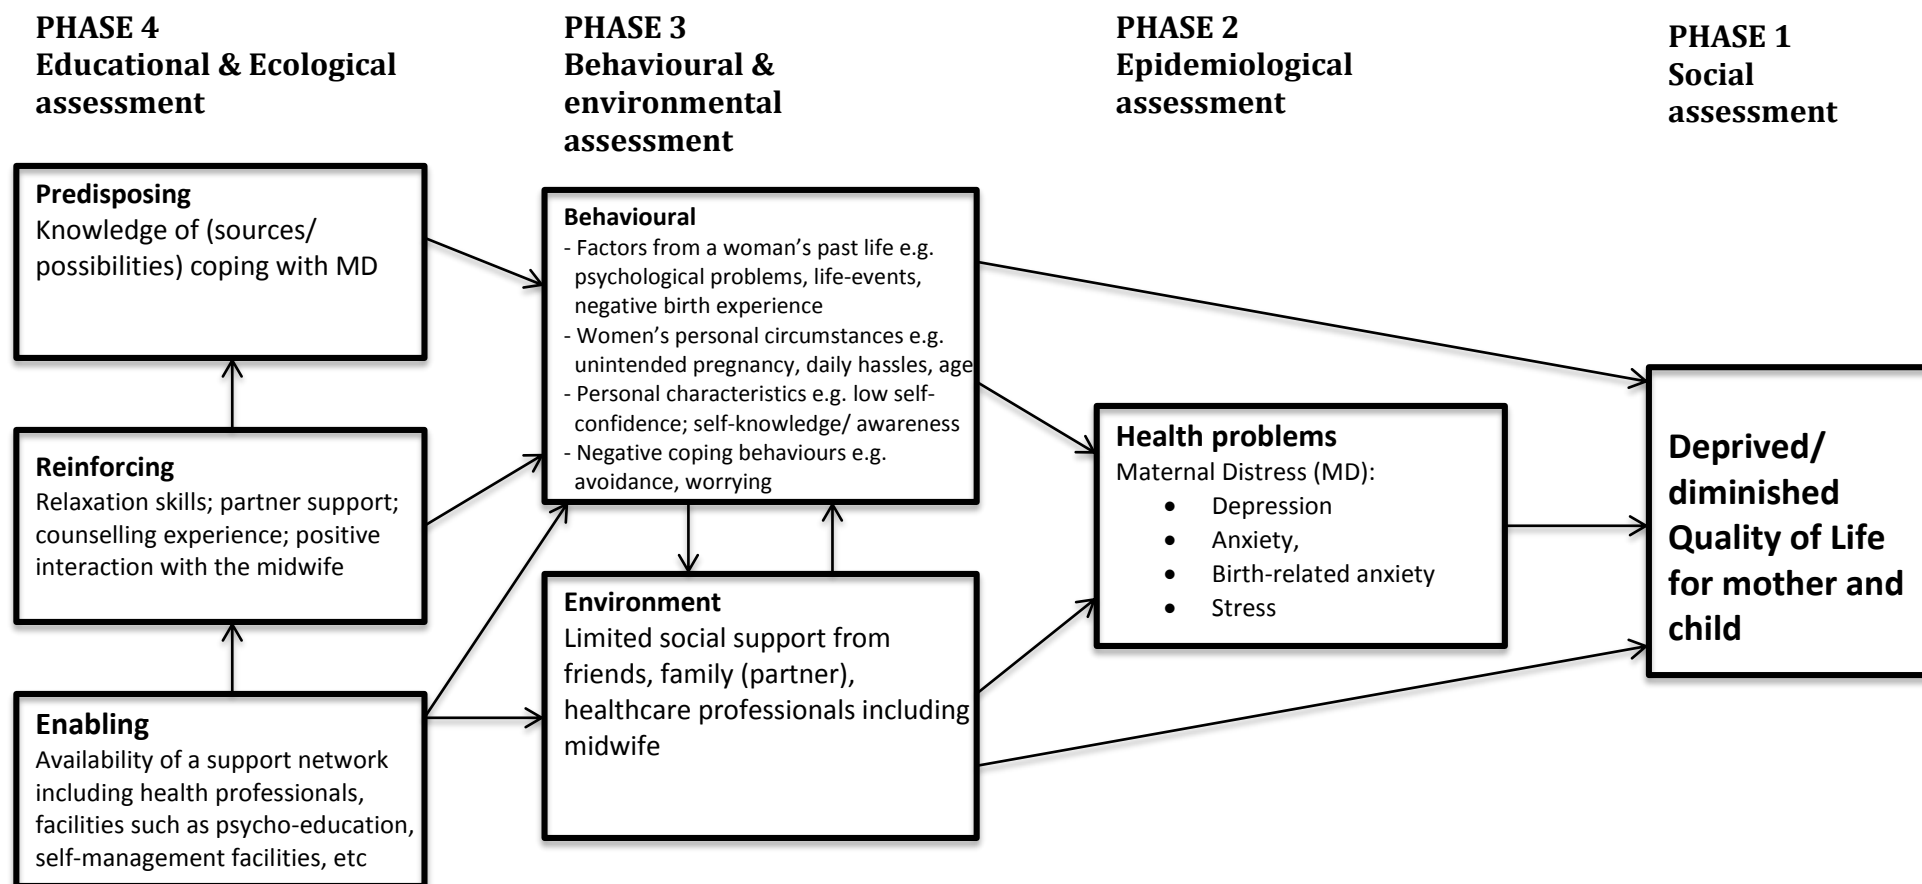 PHASE 4
Educational & Ecological
assessment
PHASE 3
Behavioural &
environmental
assessment
PHASE 2
Epidemiological
assessment
PHASE 1
Social
assessment
Predisposing
Knowledge of (sources/
possibilities) coping with MD
Reinforcing
Relaxation skills; partner support;
counselling experience; positive
interaction with the midwife
Enabling
Availability of a support network
including health professionals,
facilities such as psycho-education,
self-management facilities, etc
Behavioural
- Factors from a woman’s past life e.g.
psychological problems, life-events,
negative birth experience
- Women’s personal circumstances e.g.
unintended pregnancy, daily hassles, age
- Personal characteristics e.g. low self-
confidence; self-knowledge/ awareness
- Negative coping behaviours e.g.
avoidance, worrying
Environment
Limited social support from
friends, family (partner),
healthcare professionals including
midwife
Health problems
Maternal Distress (MD):
• Depression
• Anxiety,
• Birth-related anxiety
• Stress
Deprived/
diminished
Quality of Life
for mother and
child